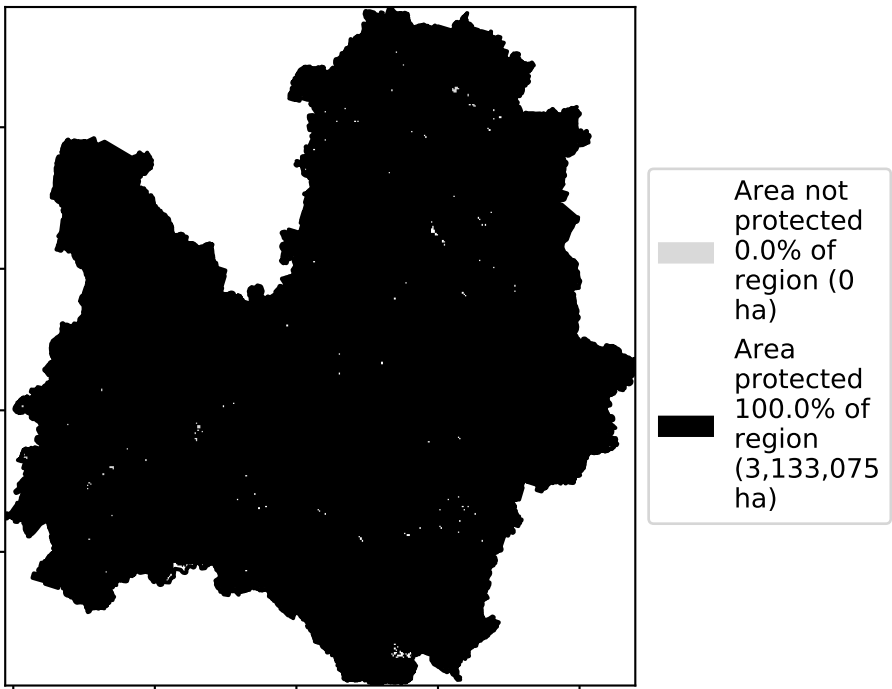 Area not
protected
0.0% of
region (0
ha)
Area
protected
100.0% of
region
(3,133,075
ha)